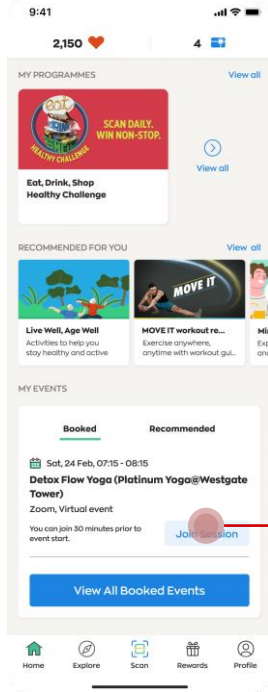 9:41
2,150
4
MY PROGRAMMES
View all
Eat
Drink
SHOP
HEALTHY CHALLENGE
SCAN DAILY.
WIN NON-STOP.
View all
Eat, Drink, Shop
Healthy Challenge
RECOMMENDED FOR YOU
View all
MOVE IT
Live Well, Age Well
Activities to help you
stay healthy and active
MOVE IT workout re...
Exercise anywhere,
anytime with workout gui...
MY EVENTS
Booked
Recommended
Sat, 24 Feb, 07:15 - 08:15
Detox Flow Yoga (Platinum Yoga@Westgate
Tower)
Zoom, Virtual event
You can join 30 minutes prior to
event start.
Join Session
View All Booked Events
Home
Explore
Scan
Rewards
Profile